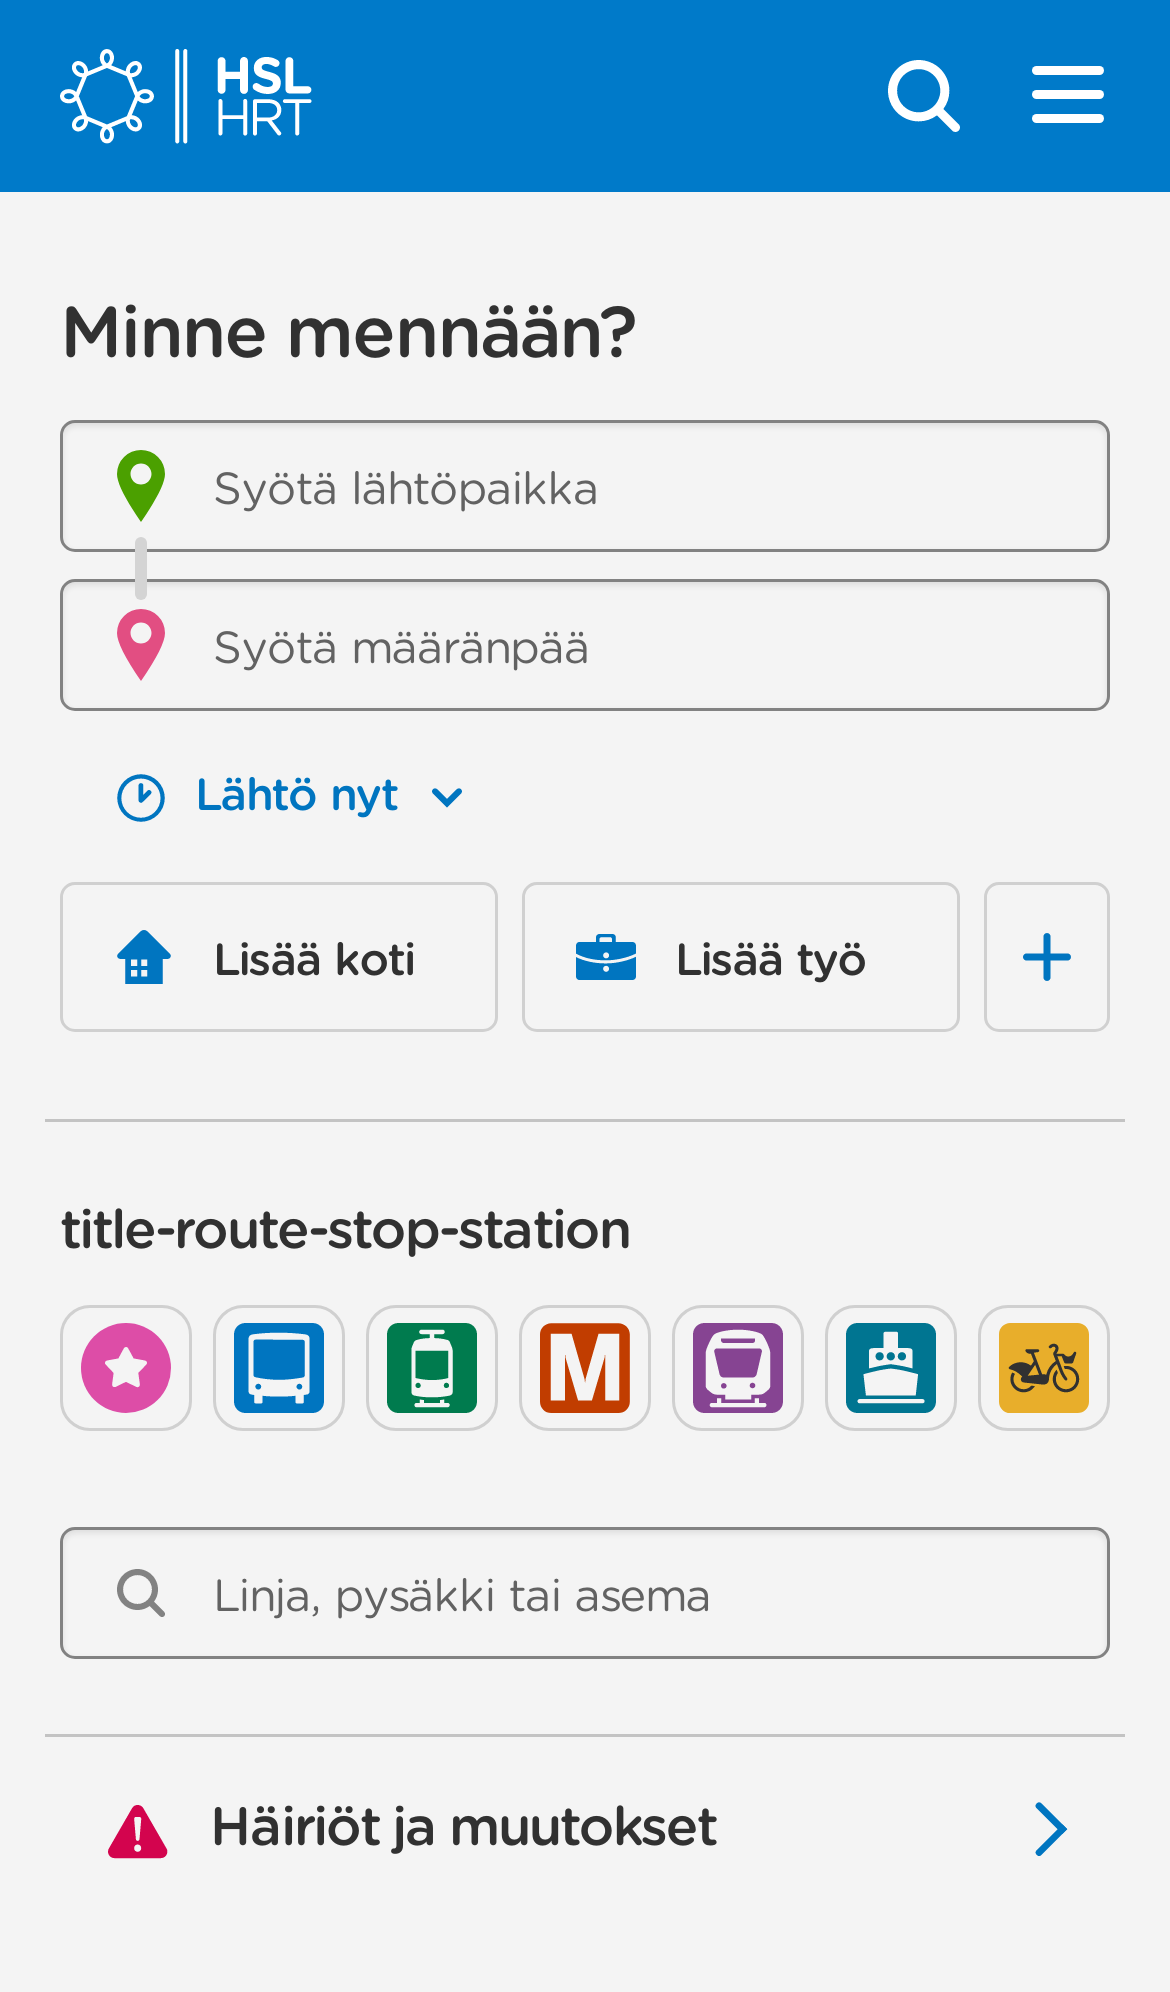 HSL
HRT
Minne mennään?
Syötä lähtöpaikka
Syötä määränpää
Lähtö nyt
Lisää koti
Lisää työ
title-route-stop-station
M
Linja, pysäkki tai asema
Häiriöt ja muutokset